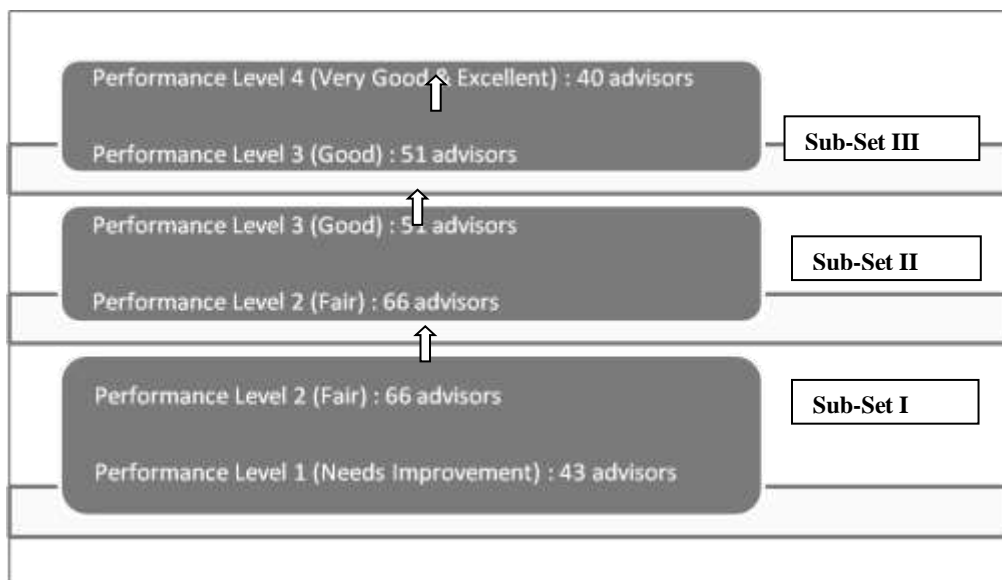 Performance Level 4 (Very Good & Excellent) : 40 advisors
Sub-Set III
Performance Level 3 (Good) : 51 advisors
Performance Level 3 (Good) : 51 advisors
Sub-Set II
Performance Level 2 (Fair) : 66 advisors
Performance Level 2 (Fair) : 66 advisors
Sub-Set I
Performance Level 1 (Needs Improvement) : 43 advisors